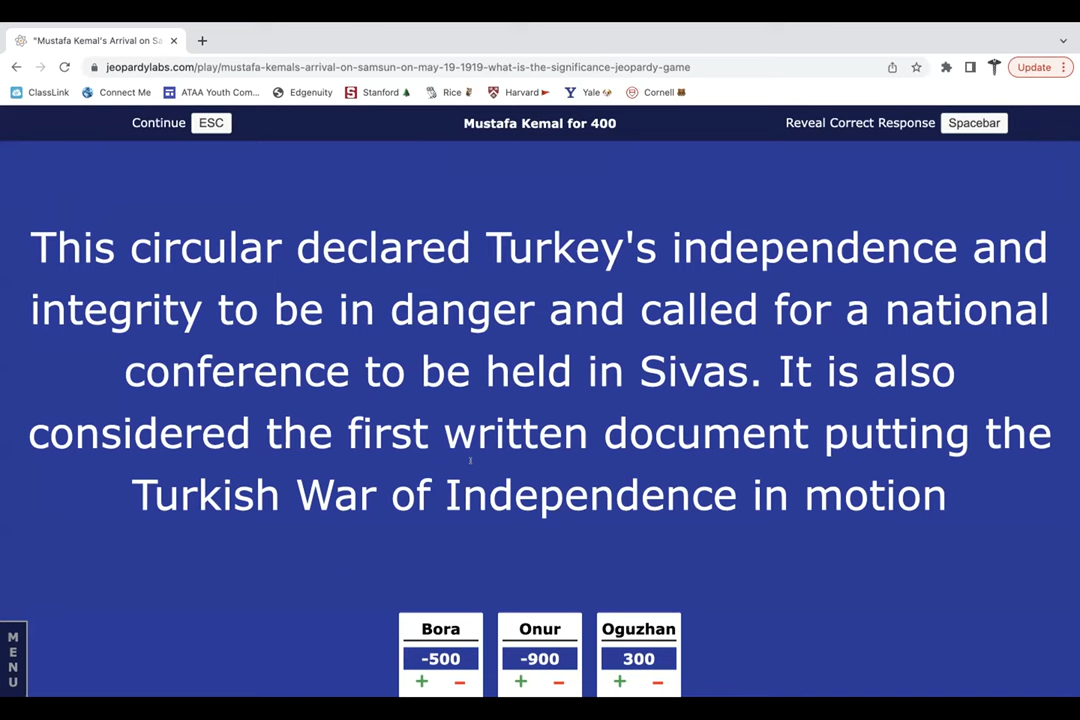 "Mustafa Kemal's Arrival on Sa
jeopardylabs.com/play/mustafa-kemals-arrival-on-samsun-on-may-19-1919-what-is-the-significance-jeopardy-game
Update
ClassLink Connect Me ATAA Youth Com... Edgenuity Stanford Rice Harvard Yale Cornell
Continue ESC Mustafa Kemal for 400 Reveal Correct Response Spacebar
This circular declared Turkey's independence and
integrity to be in danger and called for a national
conference to be held in Sivas. It is also
considered the first written document putting the
Turkish War of Independence in motion
MENU
Bora Onur Oguzhan
-500 -900 300
+ − + − + −